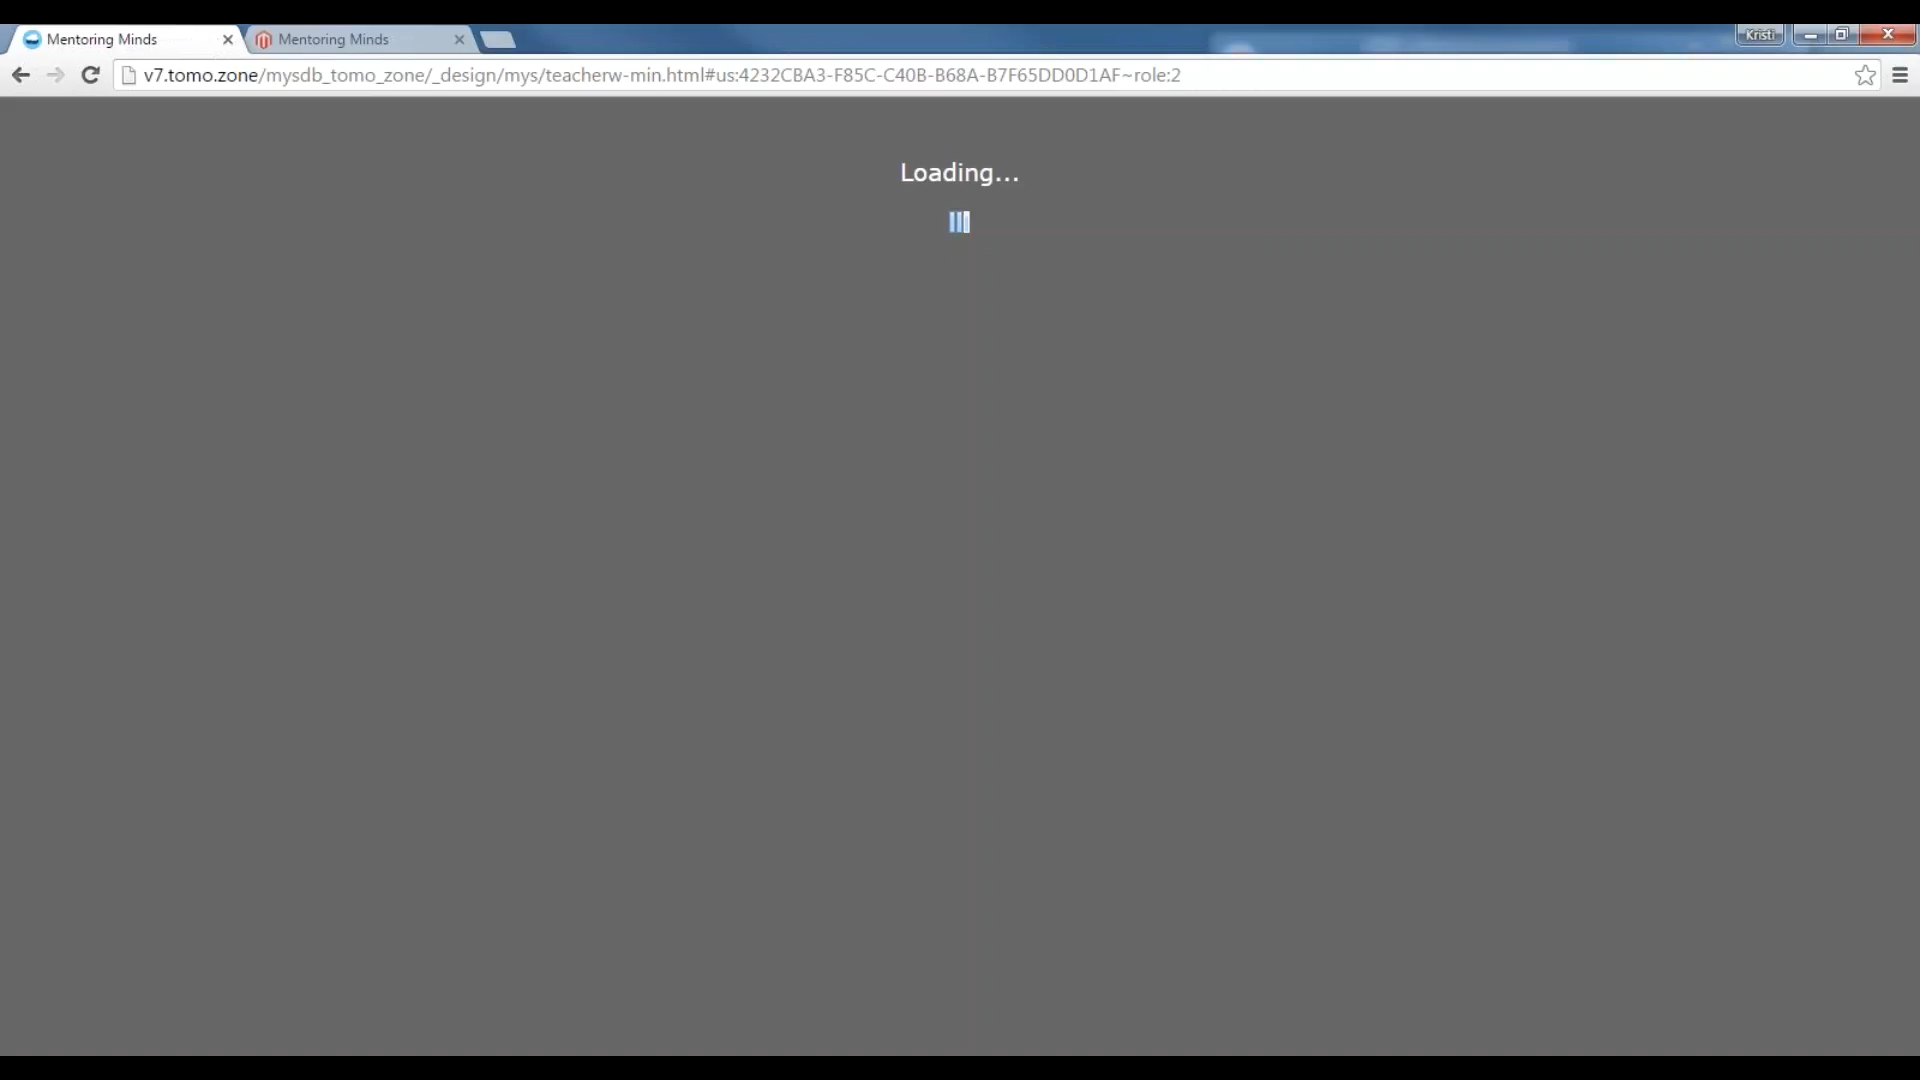 Mentoring Minds
Mentoring Minds
Kristi
v7.tomo.zone/mysdb_tomo_zone/_design/mys/teacherw-min.html#us:4232CBA3-F85C-C40B-B68A-B7F65DD0D1AF~role:2
Loading...